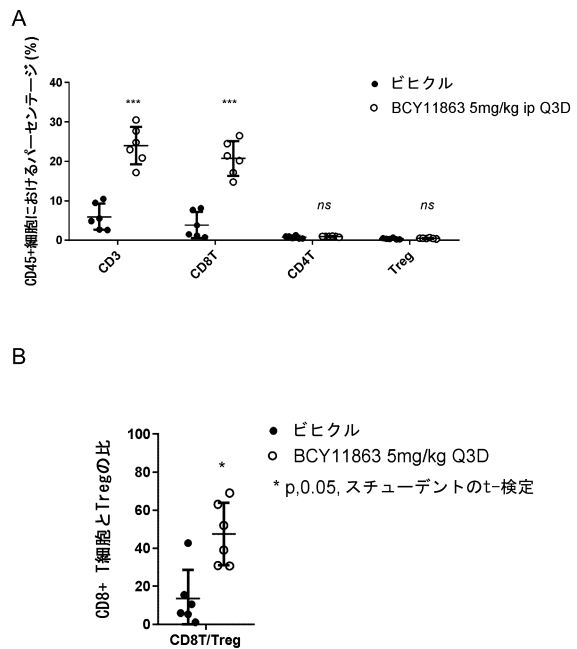 A
CD45+細胞におけるパーセンテージ(%)
40
30
20
10
0
***
***
ns
ns
CD3
CD8T
CD4T
Treg
ビヒクル
BCY11863 5mg/kg ip Q3D
B
CD8+ T細胞とTregの比
100
80
60
40
20
0
*
CD8T/Treg
ビヒクル
BCY11863 5mg/kg Q3D
* p,0.05, スチューデントのt-検定